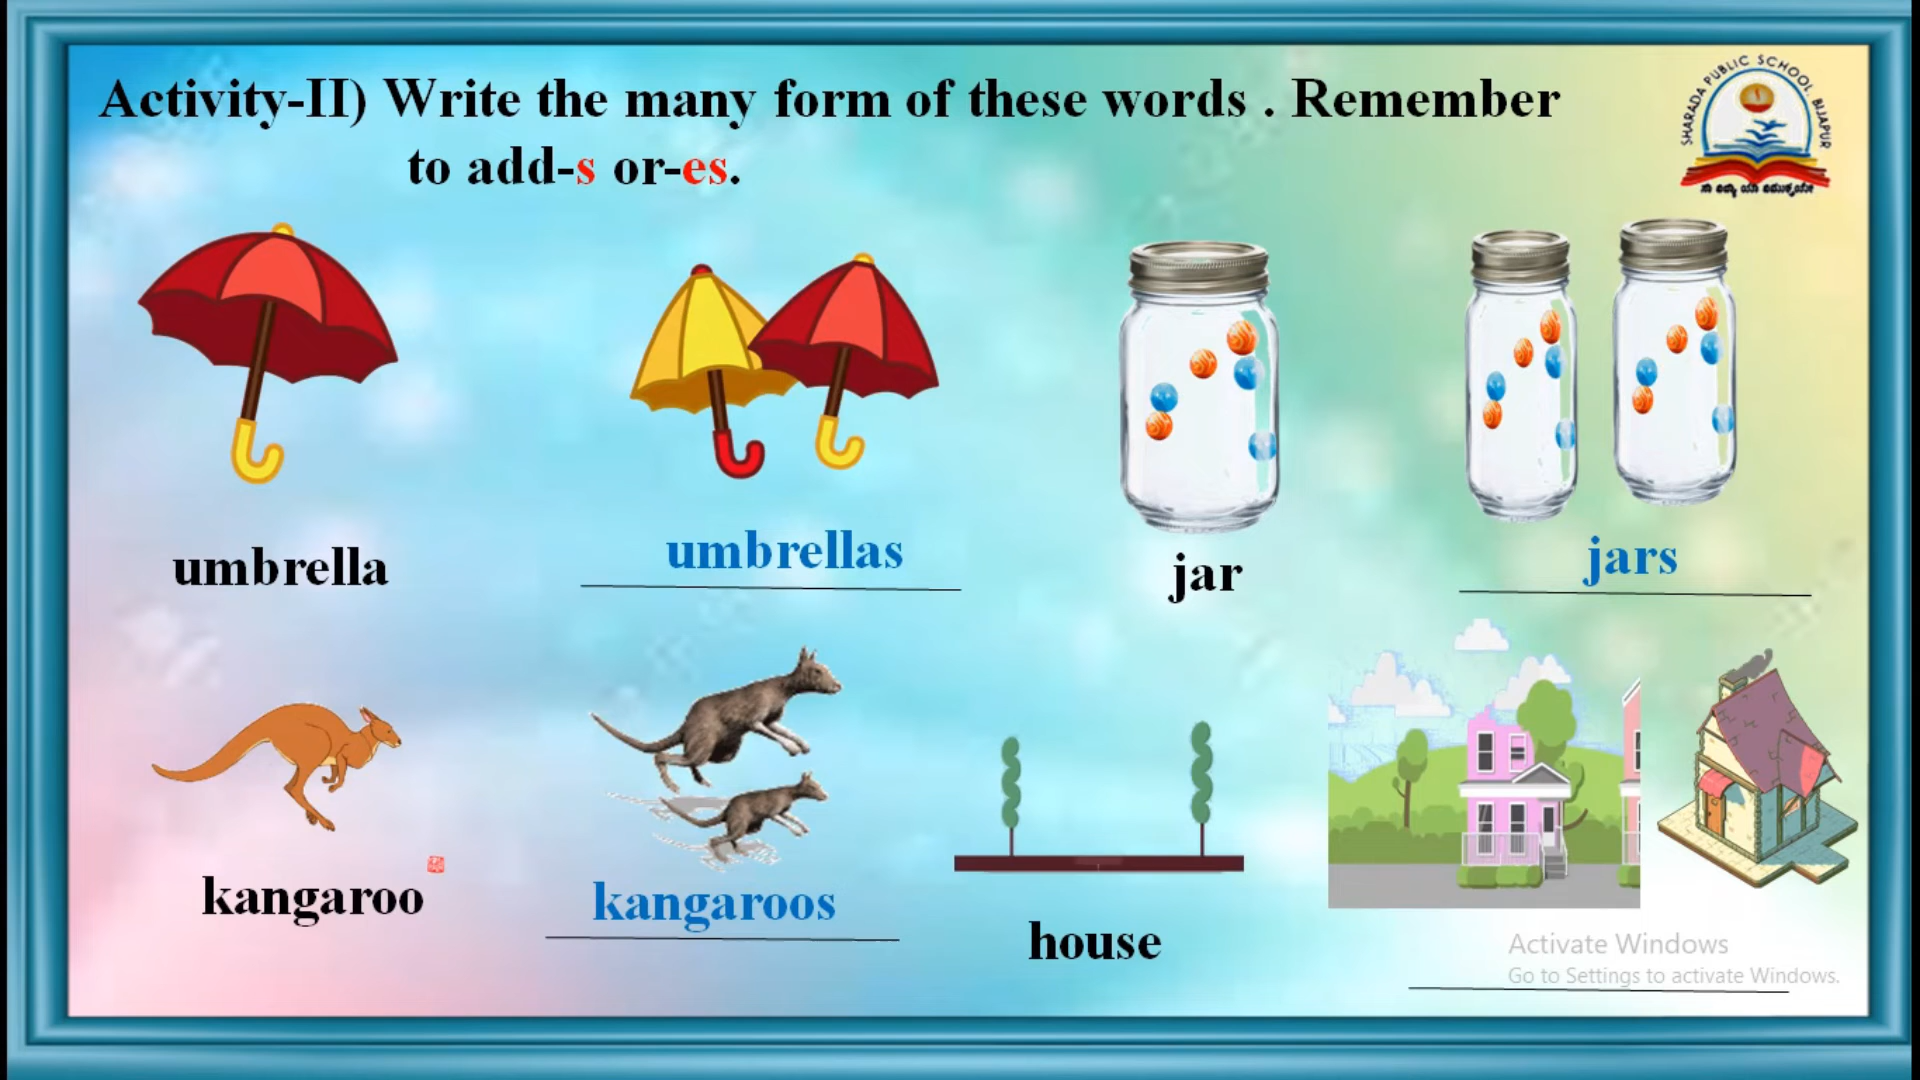 Activity-II) Write the many form of these words . Remember
to add-s or-es.
SHARADA PUBLIC SCHOOL, BIJAPUR
umbrella
umbrellas
jar
jars
kangaroo
kangaroos
house
Activate Windows
Go to Settings to activate Windows.